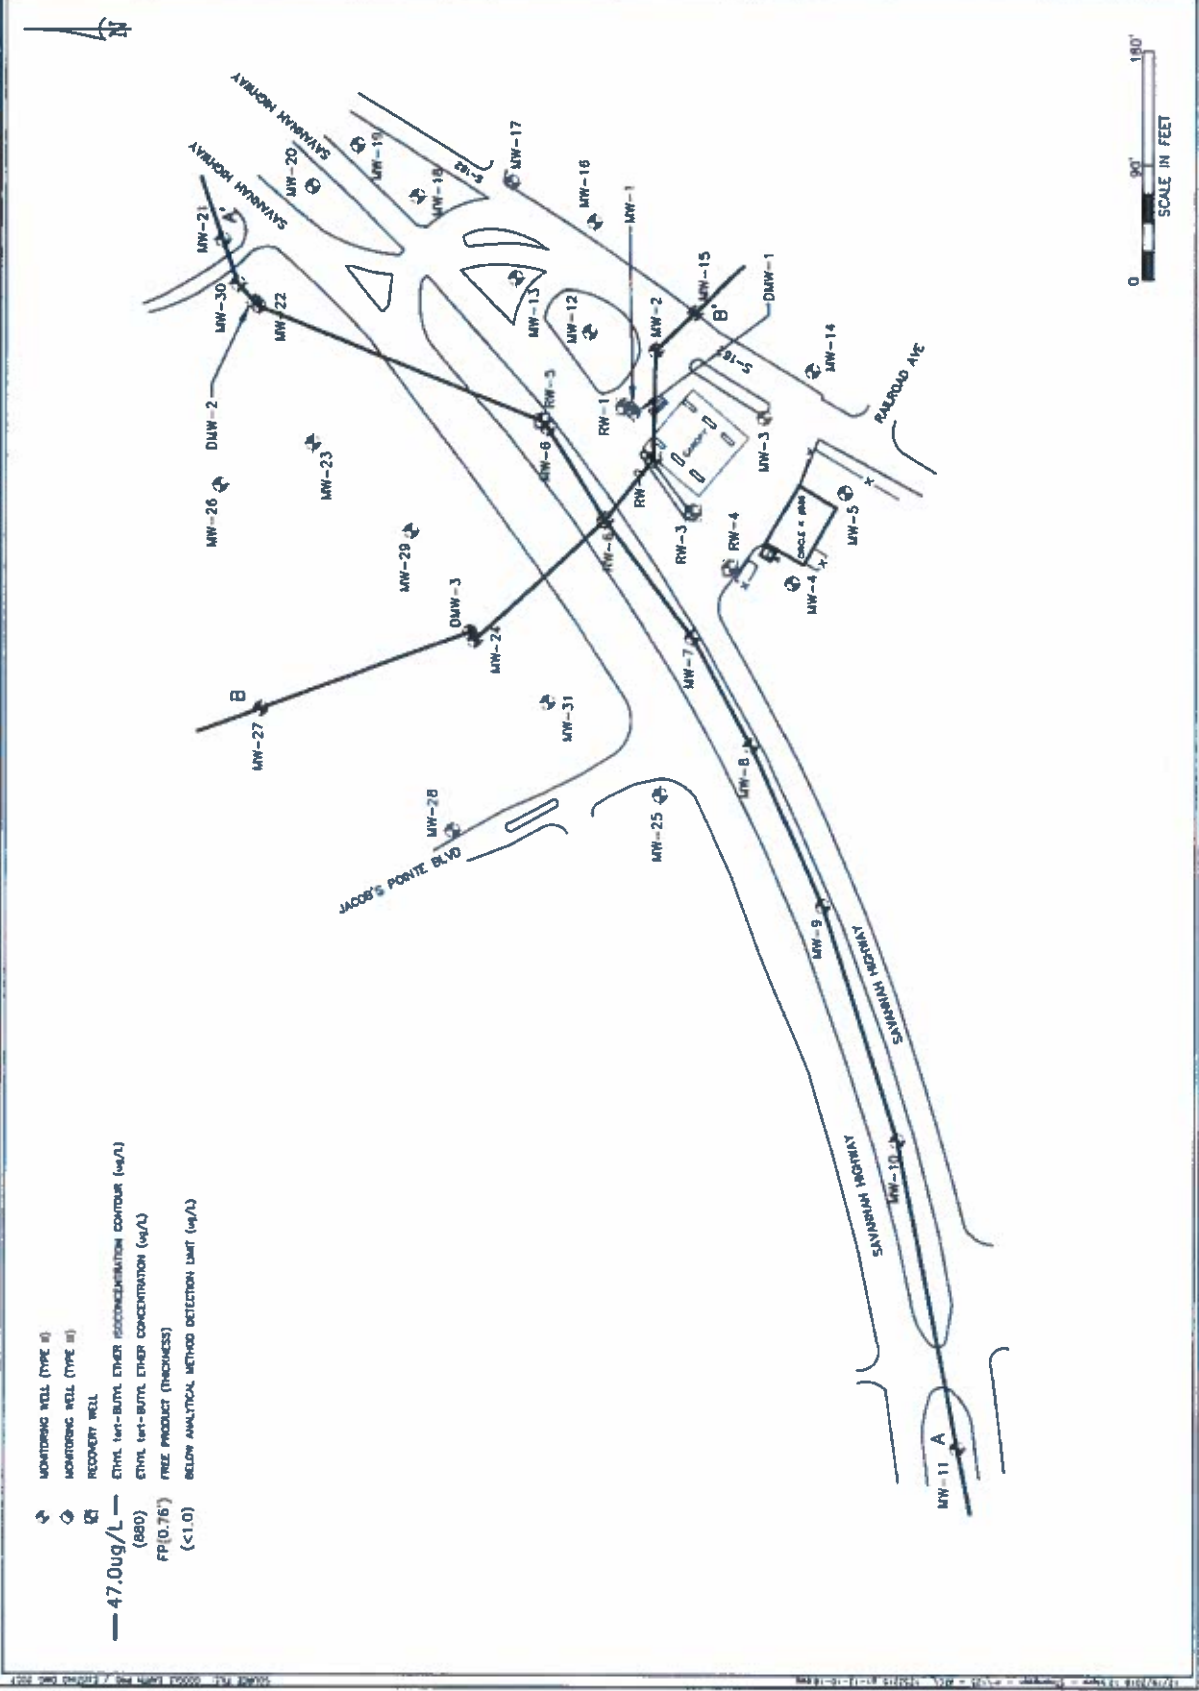 N
MONITORING WELL (TYPE II)
MONITORING WELL (TYPE III)
RECOVERY WELL
47.0ug/L ETHYL tert-BUTYL ETHER ISOCONCENTRATION CONTOUR (ug/L)
(880) ETHYL tert-BUTYL ETHER CONCENTRATION (ug/L)
FP(0.76') FREE PRODUCT (THICKNESS)
(<1.0) BELOW ANALYTICAL METHOD DETECTION LIMIT (ug/L)
SAVANNAH HIGHWAY
SAVANNAH HIGHWAY
MW-20
MW-19
MW-18
S-162
MW-17
MW-16
MW-21
A'
MW-30
MW-22
DMW-2
MW-26
MW-23
MW-29
MW-13
MW-12
MW-1
MW-2
MW-15
B'
DMW-1
S-162
MW-14
RAILROAD AVE
RW-5
MW-6
RW-1
CANOPY
MW-3
RW-6
RW-3
RW-4
CIRCLE K #
MW-5
MW-4
DMW-3
MW-24
B
MW-27
MW-31
MW-28
JACOB'S POINTE BLVD
MW-25
MW-7
MW-8
MW-9
SAVANNAH HIGHWAY
MW-10
SAVANNAH HIGHWAY
A
MW-11
0 90' 180'
SCALE IN FEET